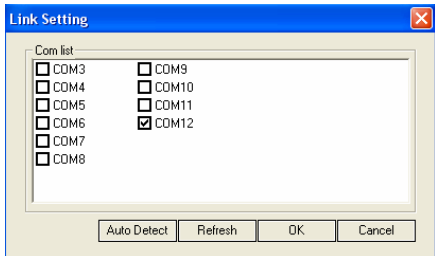 Link Setting
Com list
COM3 COM9
COM4 COM10
COM5 COM11
COM6 COM12
COM7
COM8
Auto Detect Refresh OK Cancel